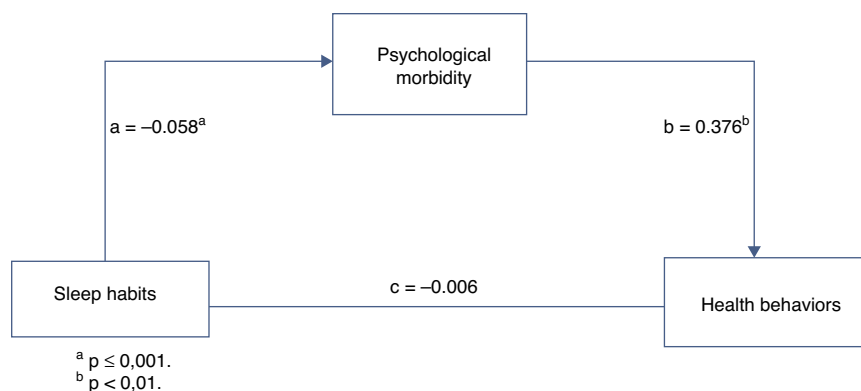 Psychological
morbidity
a = –0.058ᵃ
b = 0.376ᵇ
Sleep habits
c = –0.006
Health behaviors
ᵃ p ≤ 0,001.
ᵇ p < 0,01.